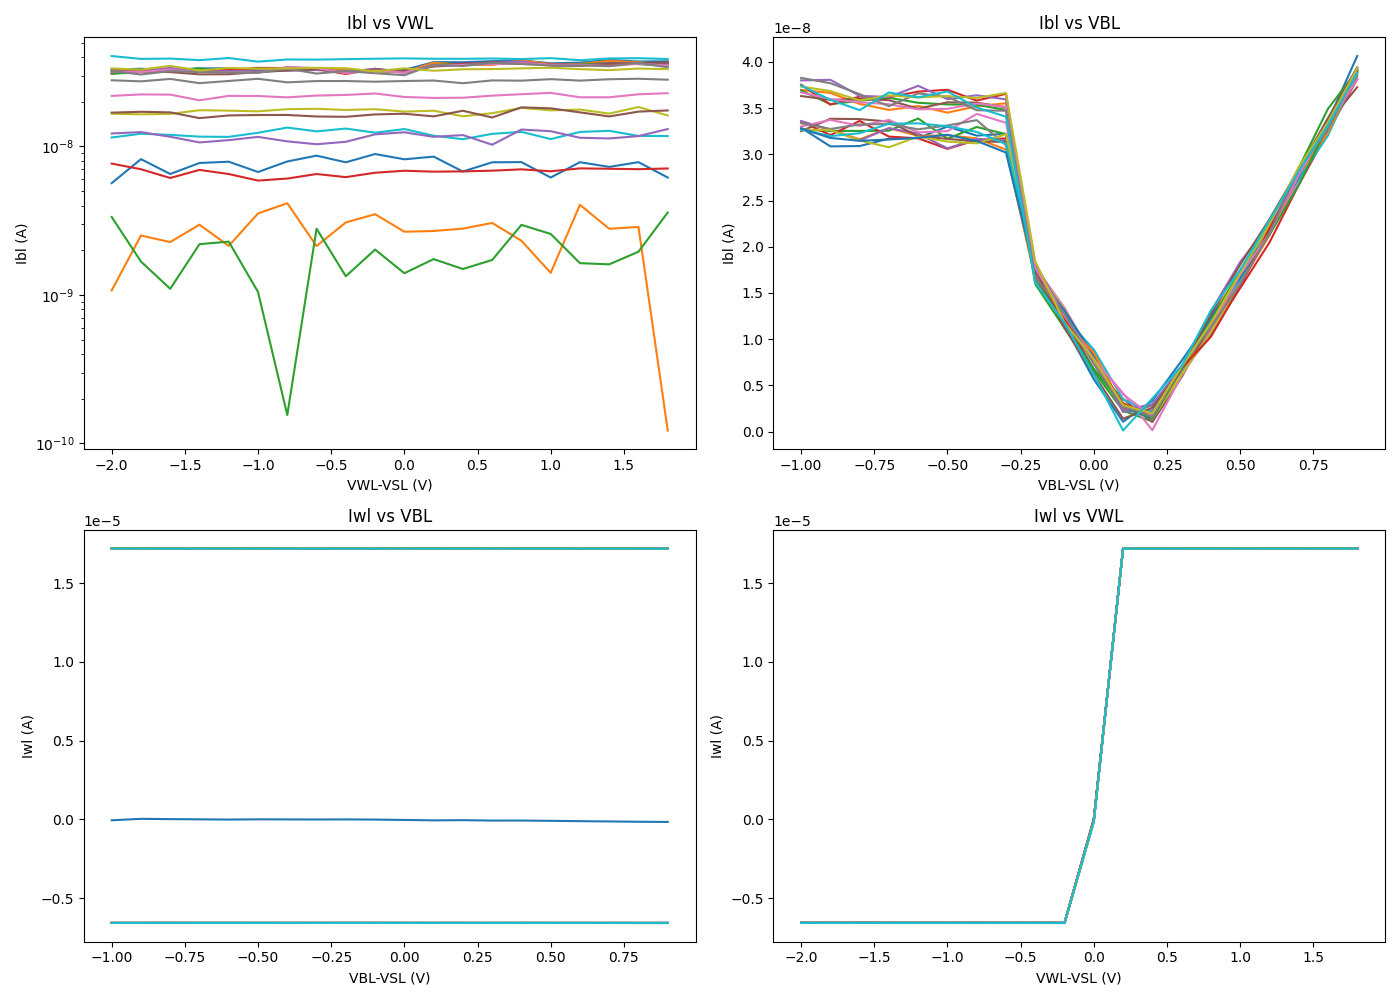 Ibl vs VWL
Ibl (A)
10−8
10−9
10−10
−2.0 −1.5 −1.0 −0.5 0.0 0.5 1.0 1.5
VWL-VSL (V)
Ibl vs VBL
1e−8
Ibl (A)
4.0
3.5
3.0
2.5
2.0
1.5
1.0
0.5
0.0
−1.00 −0.75 −0.50 −0.25 0.00 0.25 0.50 0.75
VBL-VSL (V)
Iwl vs VBL
1e−5
Iwl (A)
1.5
1.0
0.5
0.0
−0.5
−1.00 −0.75 −0.50 −0.25 0.00 0.25 0.50 0.75
VBL-VSL (V)
Iwl vs VWL
1e−5
Iwl (A)
1.5
1.0
0.5
0.0
−0.5
−2.0 −1.5 −1.0 −0.5 0.0 0.5 1.0 1.5
VWL-VSL (V)